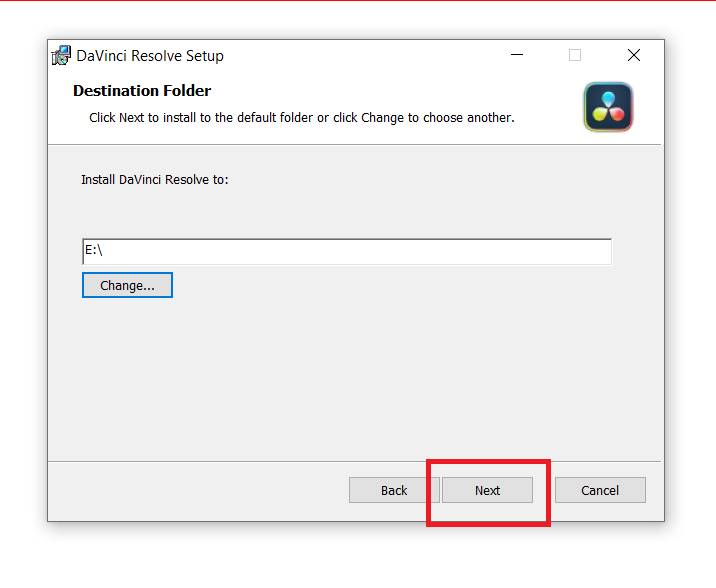 DaVinci Resolve Setup
Destination Folder
Click Next to install to the default folder or click Change to choose another.
Install DaVinci Resolve to:
E:\
Change...
Back Next Cancel